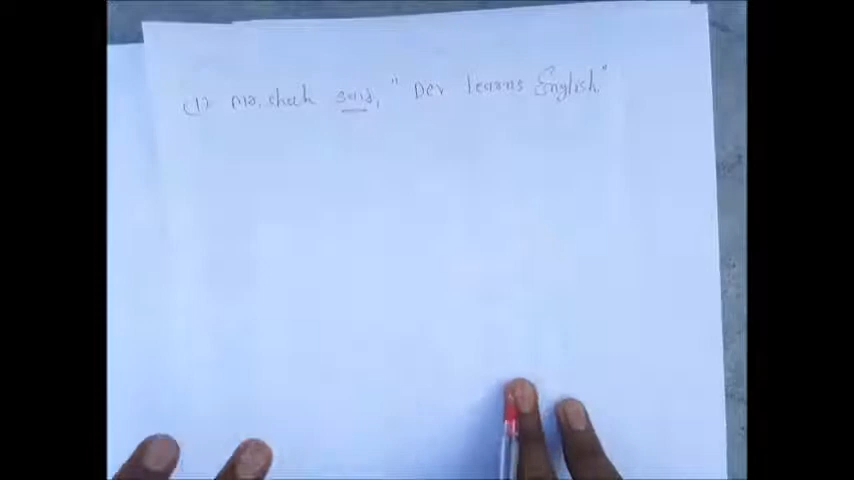 (1) Mr. cheek said, " Dev learns English."